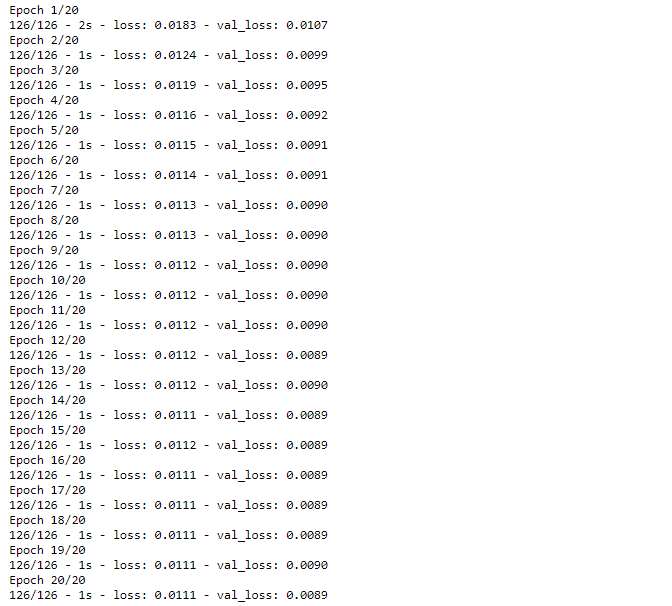 Epoch 1/20
126/126 - 2s - loss: 0.0183 - val_loss: 0.0107
Epoch 2/20
126/126 - 1s - loss: 0.0124 - val_loss: 0.0099
Epoch 3/20
126/126 - 1s - loss: 0.0119 - val_loss: 0.0095
Epoch 4/20
126/126 - 1s - loss: 0.0116 - val_loss: 0.0092
Epoch 5/20
126/126 - 1s - loss: 0.0115 - val_loss: 0.0091
Epoch 6/20
126/126 - 1s - loss: 0.0114 - val_loss: 0.0091
Epoch 7/20
126/126 - 1s - loss: 0.0113 - val_loss: 0.0090
Epoch 8/20
126/126 - 1s - loss: 0.0113 - val_loss: 0.0090
Epoch 9/20
126/126 - 1s - loss: 0.0112 - val_loss: 0.0090
Epoch 10/20
126/126 - 1s - loss: 0.0112 - val_loss: 0.0090
Epoch 11/20
126/126 - 1s - loss: 0.0112 - val_loss: 0.0090
Epoch 12/20
126/126 - 1s - loss: 0.0112 - val_loss: 0.0089
Epoch 13/20
126/126 - 1s - loss: 0.0112 - val_loss: 0.0090
Epoch 14/20
126/126 - 1s - loss: 0.0111 - val_loss: 0.0089
Epoch 15/20
126/126 - 1s - loss: 0.0112 - val_loss: 0.0089
Epoch 16/20
126/126 - 1s - loss: 0.0111 - val_loss: 0.0089
Epoch 17/20
126/126 - 1s - loss: 0.0111 - val_loss: 0.0089
Epoch 18/20
126/126 - 1s - loss: 0.0111 - val_loss: 0.0089
Epoch 19/20
126/126 - 1s - loss: 0.0111 - val_loss: 0.0090
Epoch 20/20
126/126 - 1s - loss: 0.0111 - val_loss: 0.0089